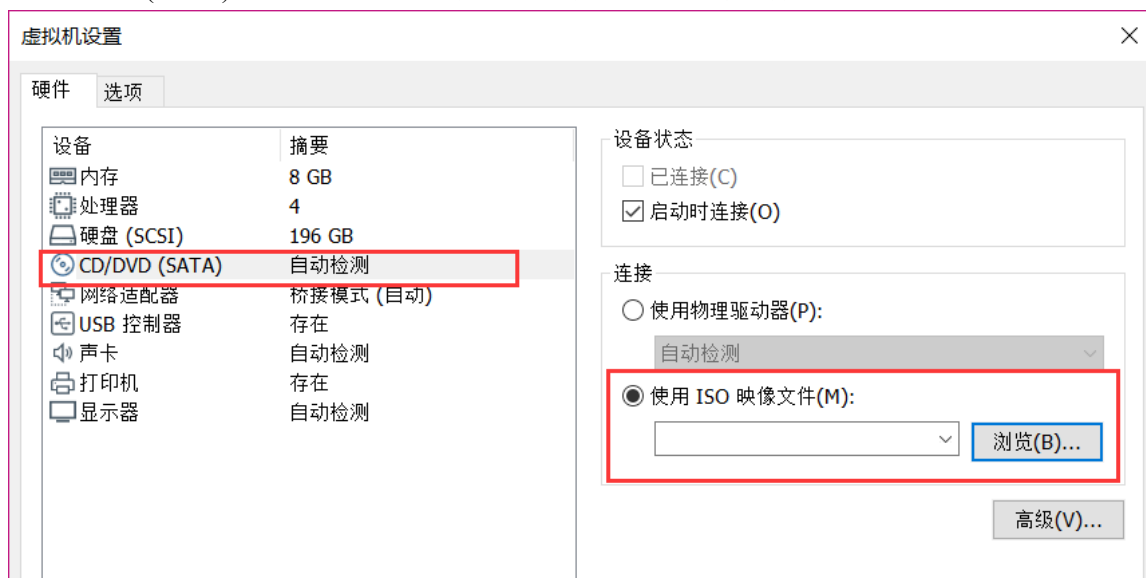 虚拟机设置
硬件 选项
设备 摘要
内存 8 GB
处理器 4
硬盘 (SCSI) 196 GB
CD/DVD (SATA) 自动检测
网络适配器 桥接模式 (自动)
USB 控制器 存在
声卡 自动检测
打印机 存在
显示器 自动检测
设备状态
已连接(C)
启动时连接(O)
连接
使用物理驱动器(P):
自动检测
使用 ISO 映像文件(M):
浏览(B)...
高级(V)...